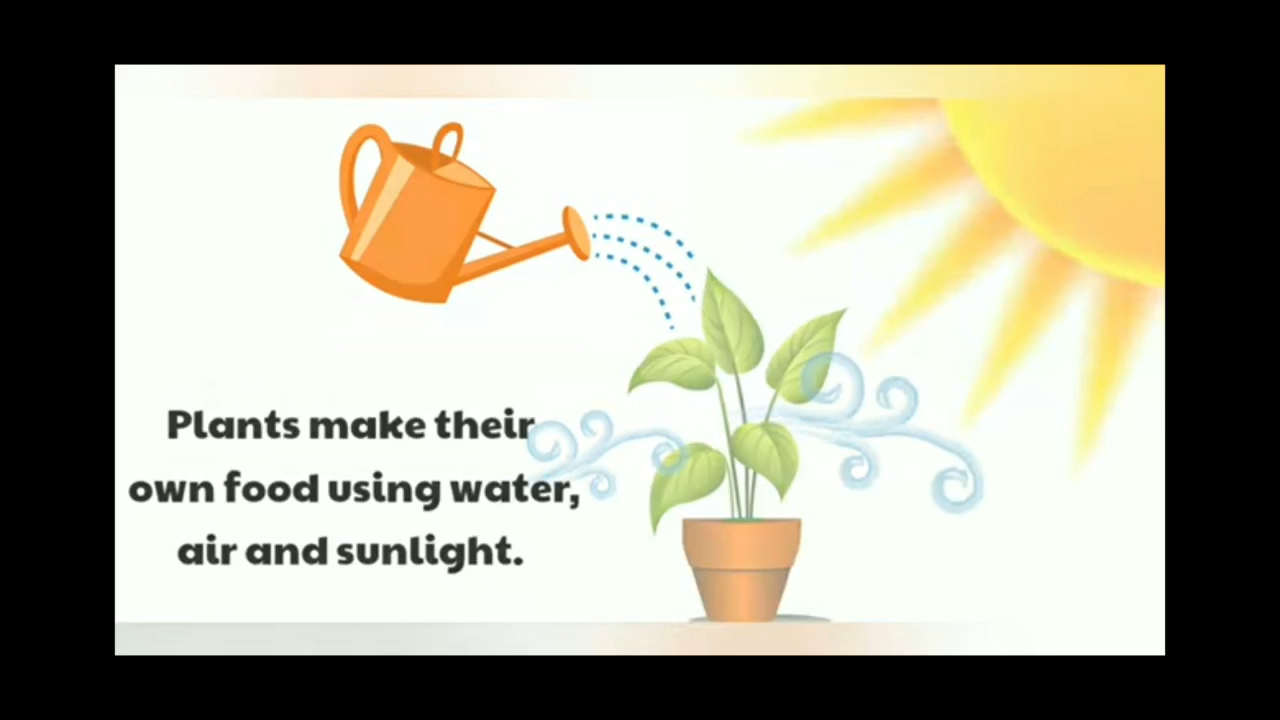 Plants make their
own food using water,
air and sunlight.